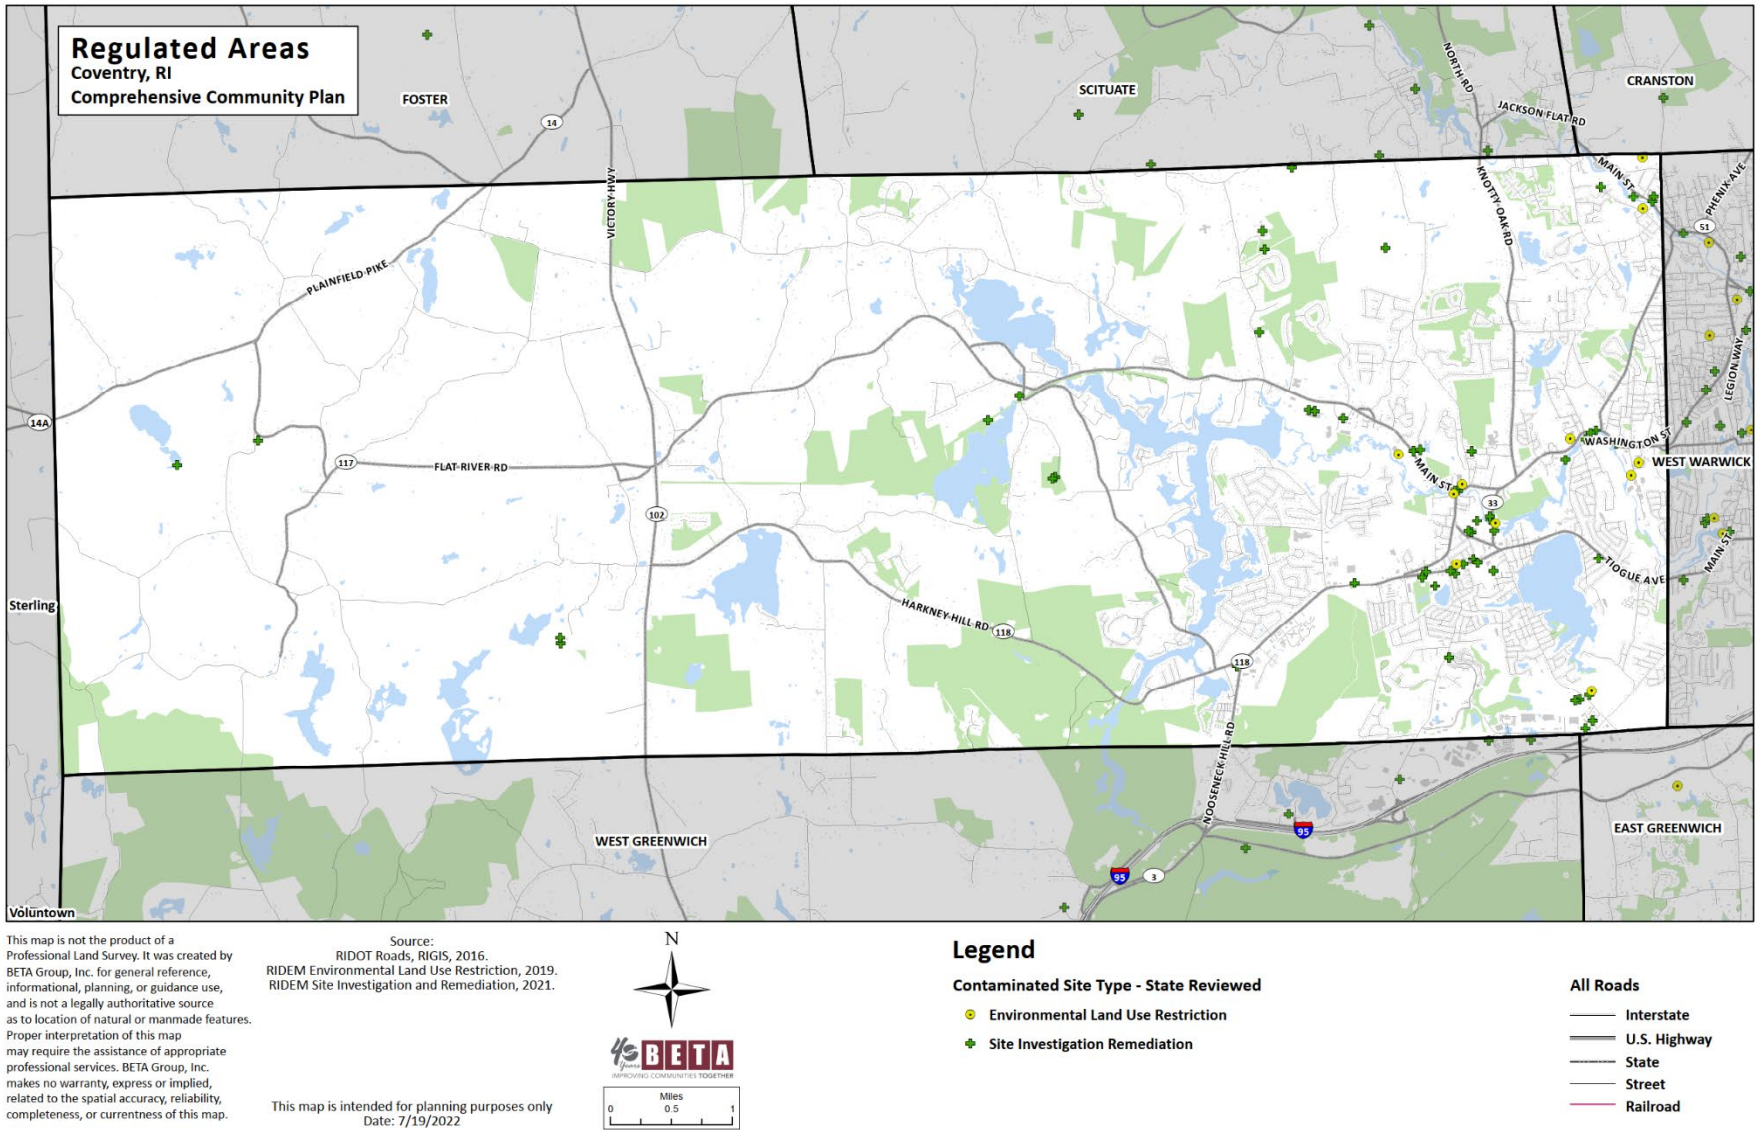 Regulated Areas
Coventry, RI
Comprehensive Community Plan
FOSTER
SCITUATE
CRANSTON
NORTH RD
JACKSON FLAT RD
14
VICTORY HWY
KNOTTY OAK RD
MAIN ST
PHENIX AVE
51
PLAINFIELD PIKE
LEGION WAY
14A
117
FLAT RIVER RD
WASHINGTON ST
WEST WARWICK
MAIN ST
33
102
TIOGUE AVE
MAIN ST
Sterling
HARKNEY HILL RD
118
118
NOOSENECK HILL RD
WEST GREENWICH
95
EAST GREENWICH
95
3
Voluntown
This map is not the product of a
Professional Land Survey. It was created by
BETA Group, Inc. for general reference,
informational, planning, or guidance use,
and is not a legally authoritative source
as to location of natural or manmade features.
Proper interpretation of this map
may require the assistance of appropriate
professional services. BETA Group, Inc.
makes no warranty, express or implied,
related to the spatial accuracy, reliability,
completeness, or currentness of this map.
Source:
RIDOT Roads, RIGIS, 2016.
RIDEM Environmental Land Use Restriction, 2019.
RIDEM Site Investigation and Remediation, 2021.
This map is intended for planning purposes only
Date: 7/19/2022
N
Years
BETA
IMPROVING COMMUNITIES TOGETHER
Miles
0 0.5 1
Legend
Contaminated Site Type - State Reviewed
Environmental Land Use Restriction
Site Investigation Remediation
All Roads
Interstate
U.S. Highway
State
Street
Railroad